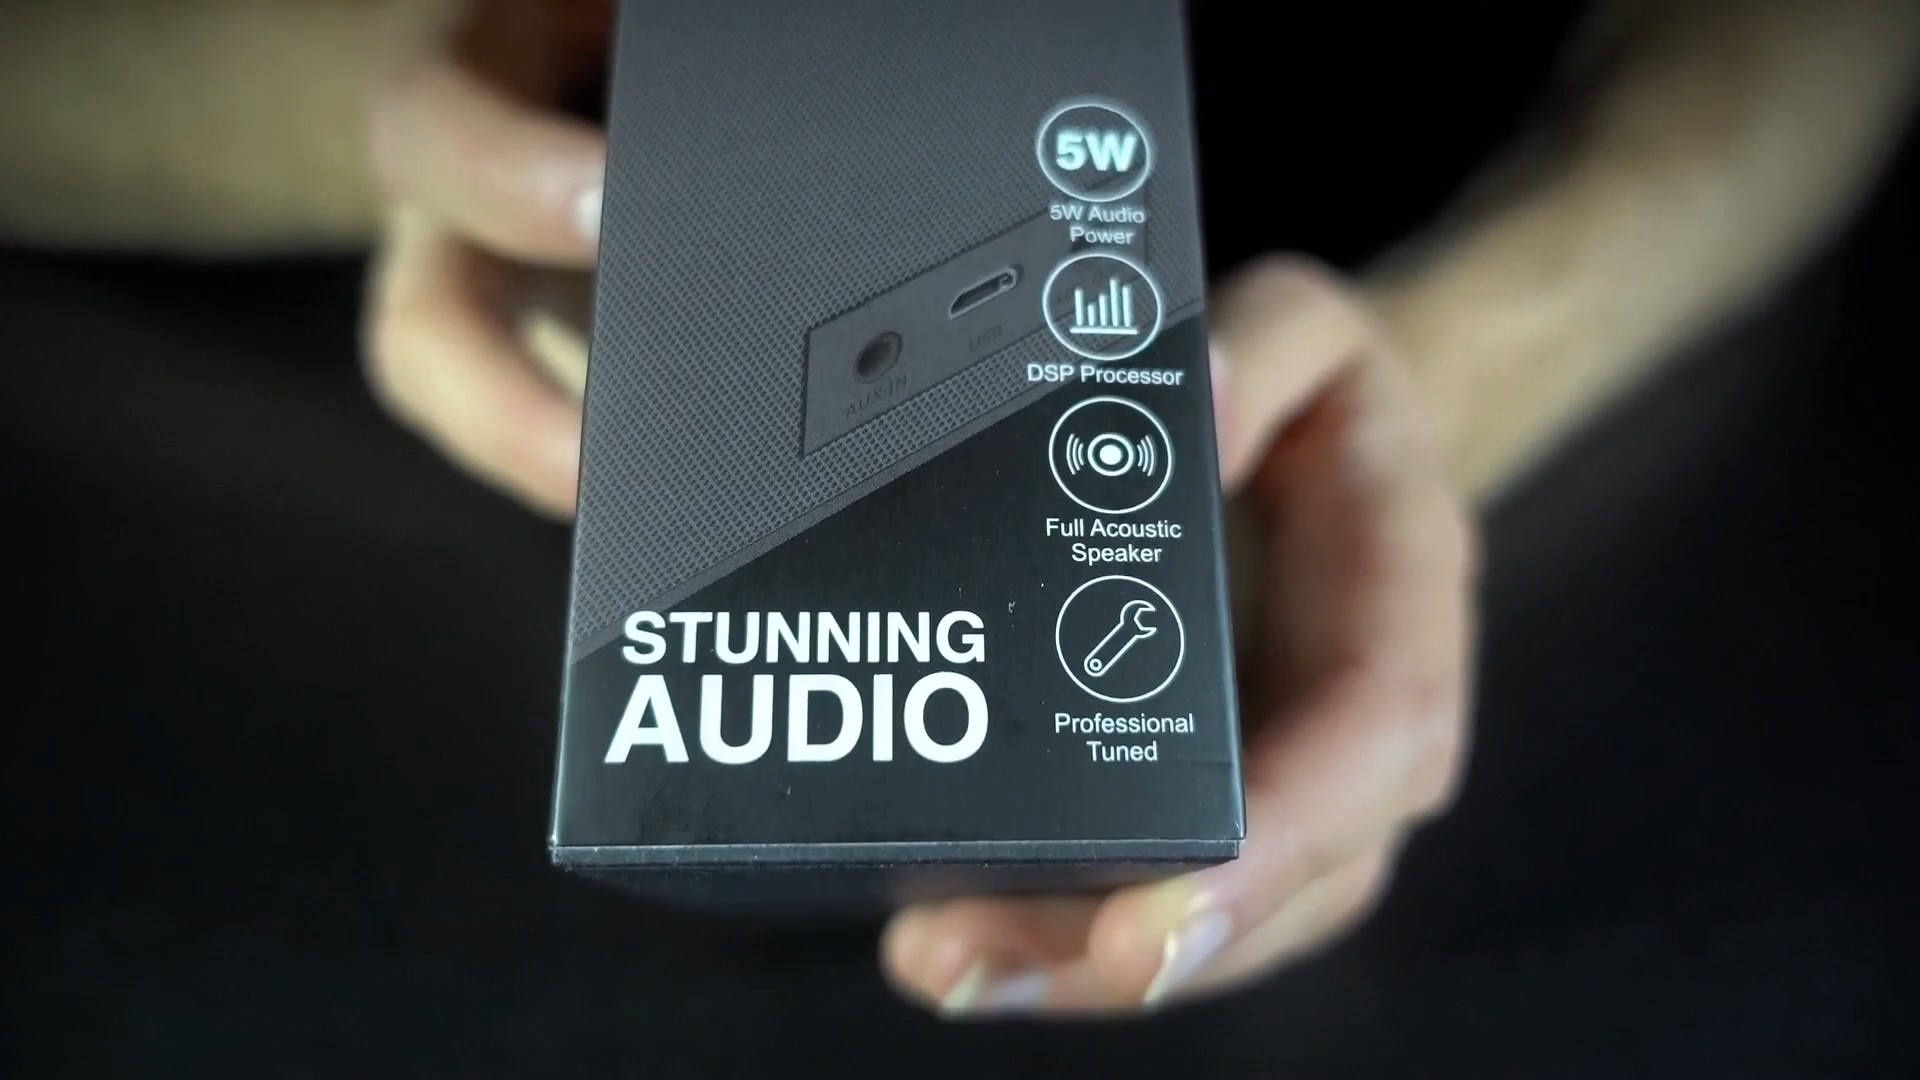 5W
5W Audio
Power
DSP Processor
USB
AUX IN
Full Acoustic
Speaker
STUNNING
AUDIO
Professional
Tuned